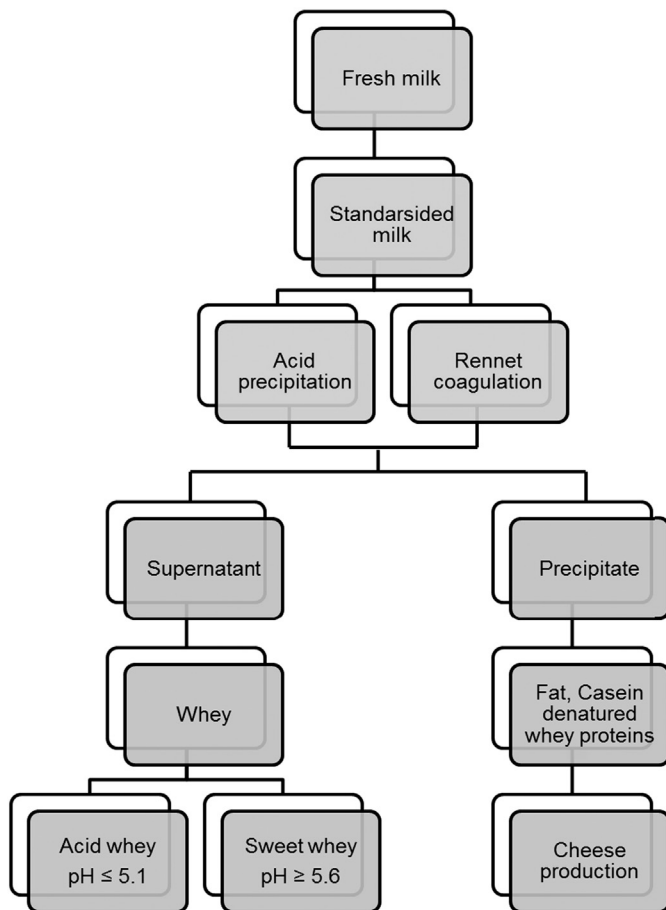 Fresh milk
Standarsided
milk
Acid
precipitation
Rennet
coagulation
Supernatant
Precipitate
Whey
Fat, Casein
denatured
whey proteins
Acid whey
pH ≤ 5.1
Sweet whey
pH ≥ 5.6
Cheese
production